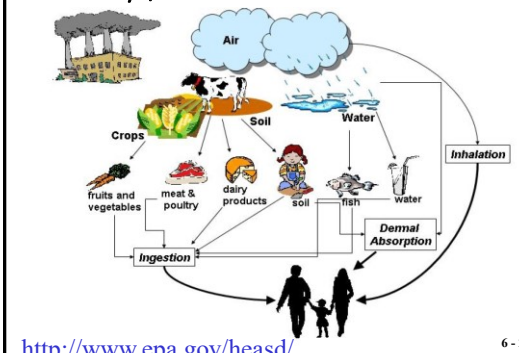 Air
Soil
Water
Crops
Inhalation
fruits and
vegetables
meat &
poultry
dairy
products
soil
fish
water
Dermal
Absorption
Ingestion
http://www.epa.gov/heasd/
6 -